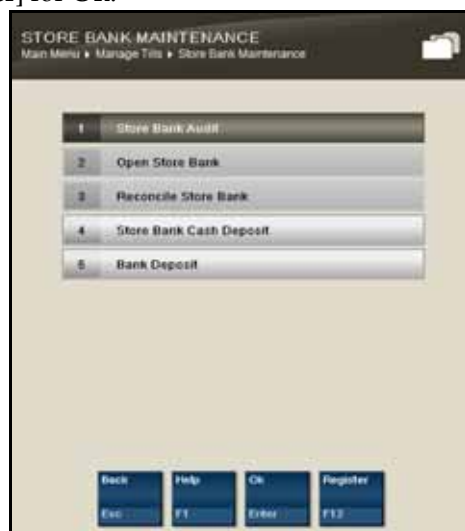 ] for Ok.
STORE BANK MAINTENANCE
Main Menu ▸ Manage Tills ▸ Store Bank Maintenance
1 Store Bank Audit
2 Open Store Bank
3 Reconcile Store Bank
4 Store Bank Cash Deposit
5 Bank Deposit
Back Help Ok Register
Esc F1 Enter F12